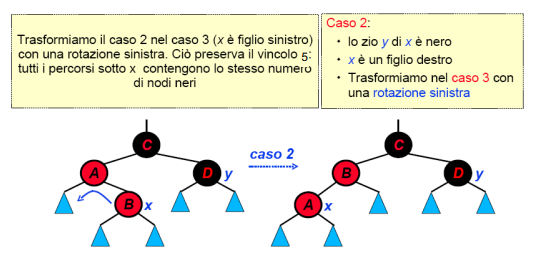 Trasformiamo il caso 2 nel caso 3 (x è figlio sinistro)
con una rotazione sinistra. Ciò preserva il vincolo 5:
tutti i percorsi sotto x contengono lo stesso numero
di nodi neri
Caso 2:
• lo zio y di x è nero
• x è un figlio destro
• Trasformiamo nel caso 3 con
una rotazione sinistra
C
A
D y
B x
caso 2
C
B
D y
A x